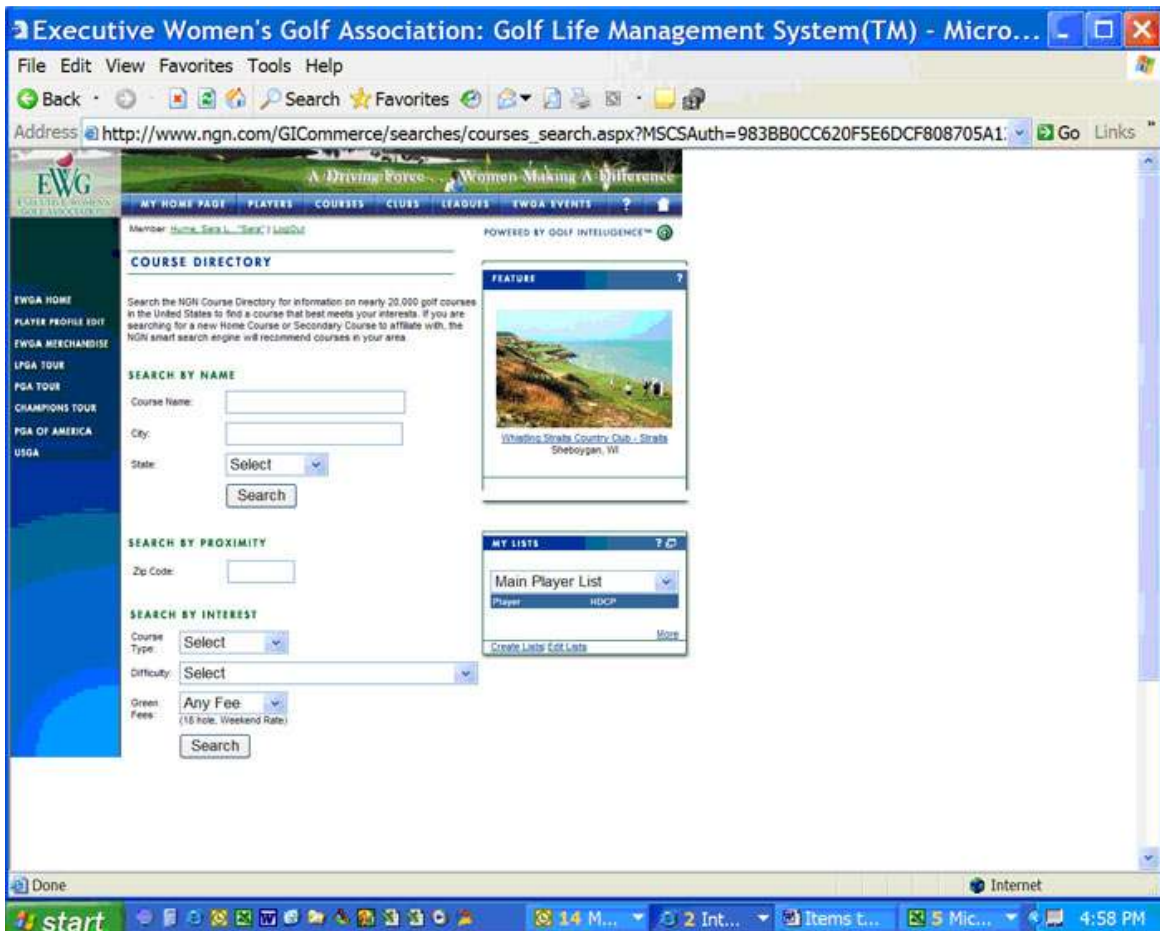 Executive Women's Golf Association: Golf Life Management System(TM) - Micro...
File Edit View Favorites Tools Help
Back Search Favorites
Address http://www.ngn.com/GICommerce/searches/courses_search.aspx?MSCSAuth=983BB0CC620F5E6DCF808705A1: Go Links »
EWG
EXECUTIVE WOMEN'S
GOLF ASSOCIATION
A Driving Force... Women Making A Difference
MY HOME PAGE PLAYERS COURSES CLUBS LEAGUES EWGA EVENTS ?
Member: Hume, Sara L. "Sara" | LogOut
POWERED BY GOLF INTELLIGENCE™
COURSE DIRECTORY
EWGA HOME
PLAYER PROFILE EDIT
EWGA MERCHANDISE
LPGA TOUR
PGA TOUR
CHAMPIONS TOUR
PGA OF AMERICA
USGA
Search the NGN Course Directory for information on nearly 20,000 golf courses
in the United States to find a course that best meets your interests. If you are
searching for a new Home Course or Secondary Course to affiliate with, the
NGN smart search engine will recommend courses in your area.
SEARCH BY NAME
Course Name:
City:
State: Select
Search
SEARCH BY PROXIMITY
Zip Code:
SEARCH BY INTEREST
Course Type: Select
Difficulty: Select
Green Fees: Any Fee
(18 hole, Weekend Rate)
Search
FEATURE ?
Whistling Straits Country Club - Straits
Sheboygan, WI
MY LISTS ?
Main Player List
Player HDCP
More
Create Lists Edit Lists
Done Internet
start 14 M... 2 Int... Items t... 5 Mic... 4:58 PM